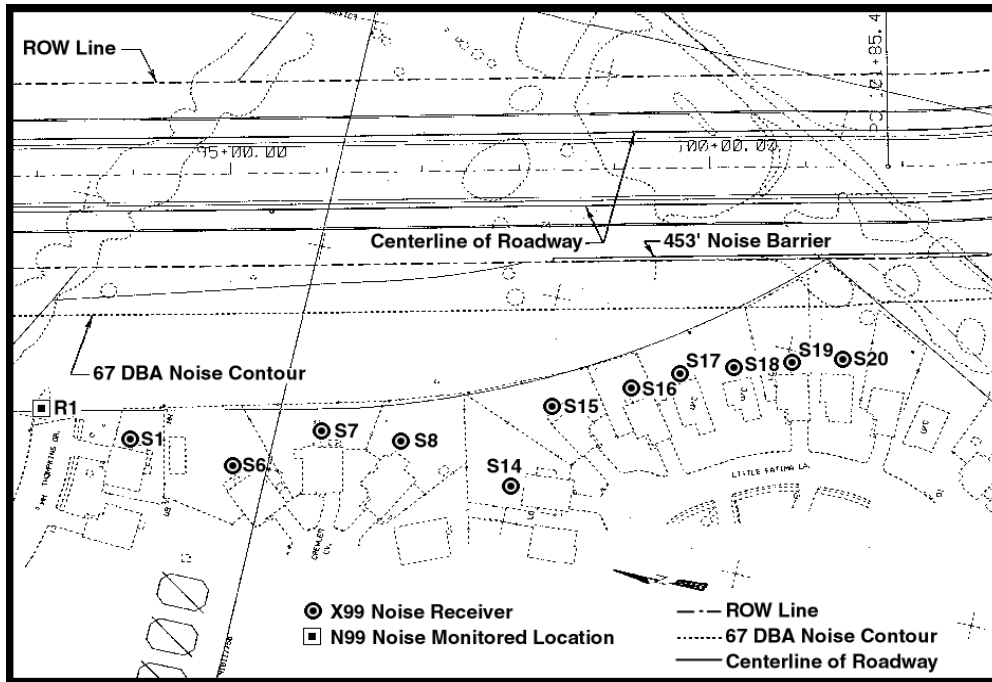 ROW Line
95+00.00
100+00.00
Centerline of Roadway
453' Noise Barrier
67 DBA Noise Contour
R1
S1
S6
S7
S8
S14
S15
S16
S17
S18
S19
S20
LITTLE FATIMA LA.
X99 Noise Receiver
N99 Noise Monitored Location
ROW Line
67 DBA Noise Contour
Centerline of Roadway